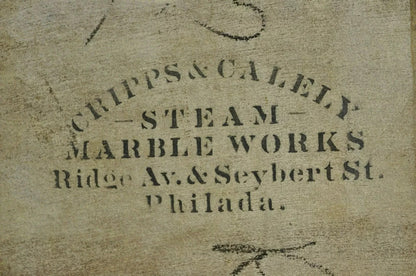 CRIPPS & CALELY
- STEAM -
MARBLE WORKS
Ridge Av. & Seybert St.
Philada.